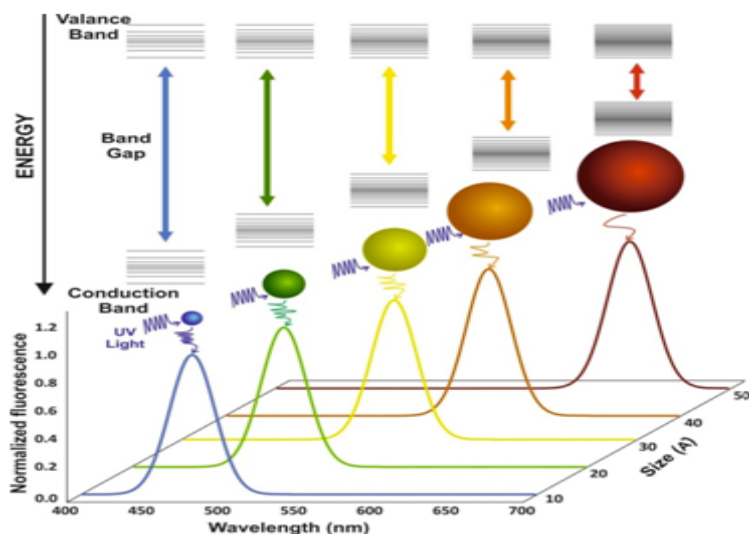 Valance
Band
ENERGY
Band
Gap
Conduction
Band
UV
Light
Normalized fluorescence
1.2
1.0
0.8
0.6
0.4
0.2
0.0
400
450
500
550
600
650
700
Wavelength (nm)
10
20
30
40
50
Size (A)